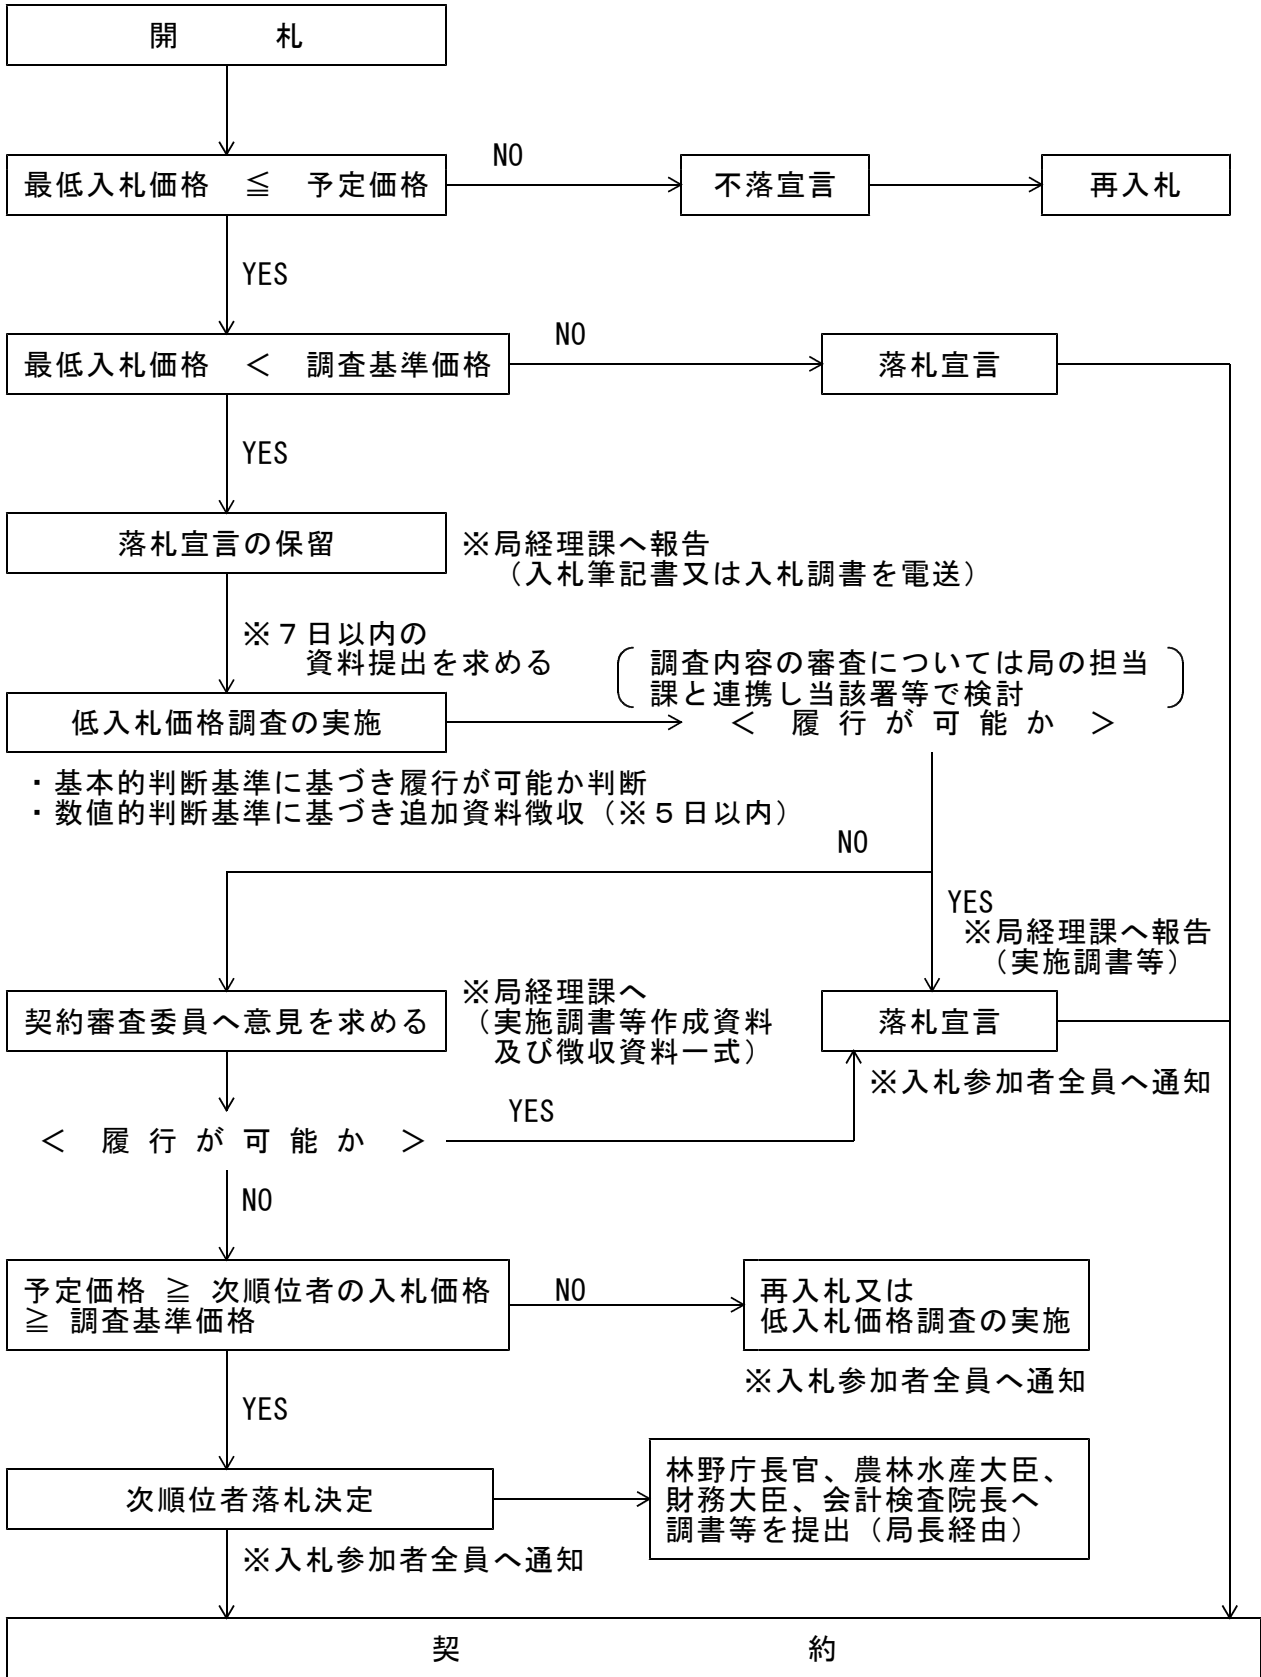 開　　　札
最低入札価格　≦　予定価格
NO
不落宣言
再入札
YES
最低入札価格　＜　調査基準価格
NO
落札宣言
YES
落札宣言の保留
※局経理課へ報告
（入札筆記書又は入札調書を電送）
※７日以内の
資料提出を求める
調査内容の審査については局の担当
課と連携し当該署等で検討
低入札価格調査の実施
＜　履 行 が 可 能 か　＞
・基本的判断基準に基づき履行が可能か判断
・数値的判断基準に基づき追加資料徴収（※５日以内）
NO
YES
※局経理課へ報告
（実施調書等）
契約審査委員へ意見を求める
※局経理課へ
（実施調書等作成資料
及び徴収資料一式）
落札宣言
※入札参加者全員へ通知
＜　履 行 が 可 能 か　＞
YES
NO
予定価格 ≧ 次順位者の入札価格
≧ 調査基準価格
NO
再入札又は
低入札価格調査の実施
※入札参加者全員へ通知
YES
次順位者落札決定
林野庁長官、農林水産大臣、
財務大臣、会計検査院長へ
調書等を提出（局長経由）
※入札参加者全員へ通知
契　　　　　　約